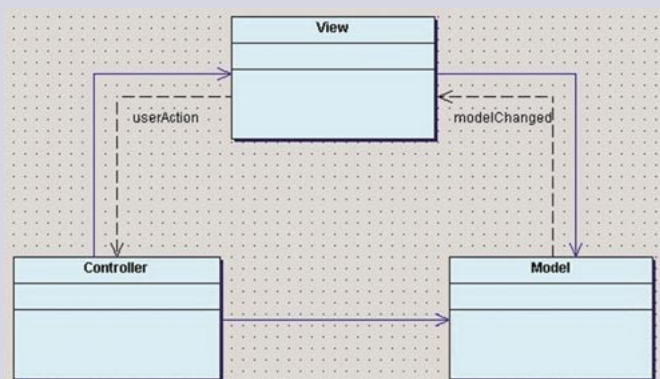 View
userAction
modelChanged
Controller
Model